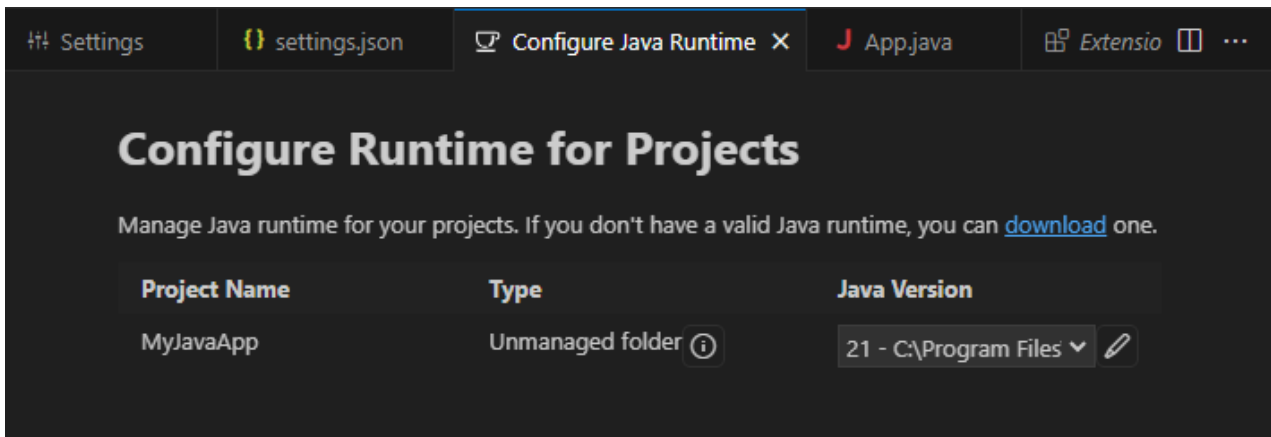 Settings
{} settings.json
Configure Java Runtime
J App.java
Extensio
Configure Runtime for Projects
Manage Java runtime for your projects. If you don't have a valid Java runtime, you can download one.
Project Name Type Java Version
MyJavaApp Unmanaged folder 21 - C:\Program Files